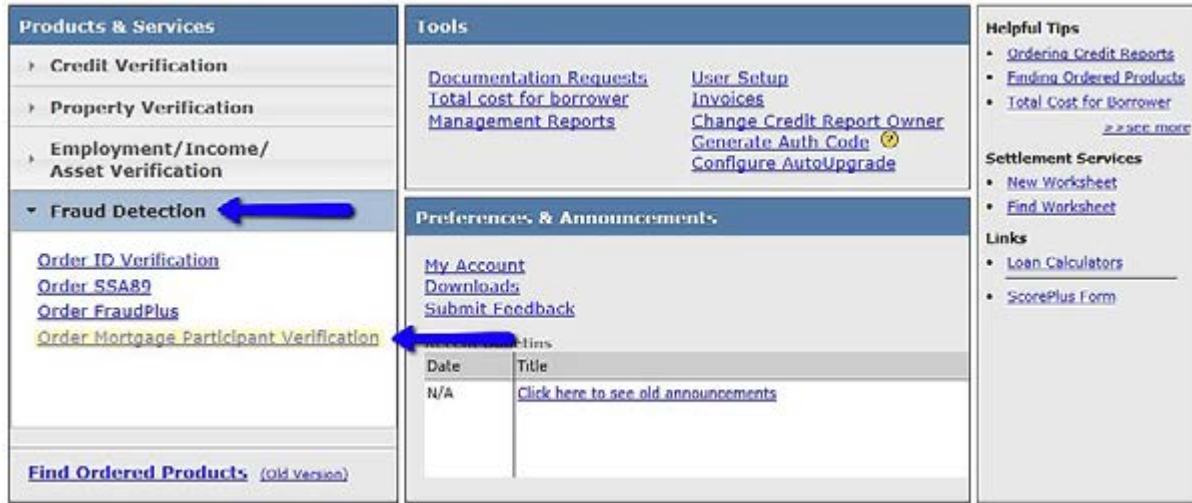 Products & Services
Credit Verification
Property Verification
Employment/Income/
Asset Verification
Fraud Detection
Order ID Verification
Order SSA89
Order FraudPlus
Order Mortgage Participant Verification
Find Ordered Products (Old Version)
Tools
Documentation Requests
Total cost for borrower
Management Reports
User Setup
Invoices
Change Credit Report Owner
Generate Auth Code ?
Configure AutoUpgrade
Preferences & Announcements
My Account
Downloads
Submit Feedback
Date Title
N/A Click here to see old announcements
Helpful Tips
• Ordering Credit Reports
• Finding Ordered Products
• Total Cost for Borrower
>>see more
Settlement Services
• New Worksheet
• Find Worksheet
Links
• Loan Calculators
• ScorePlus Form